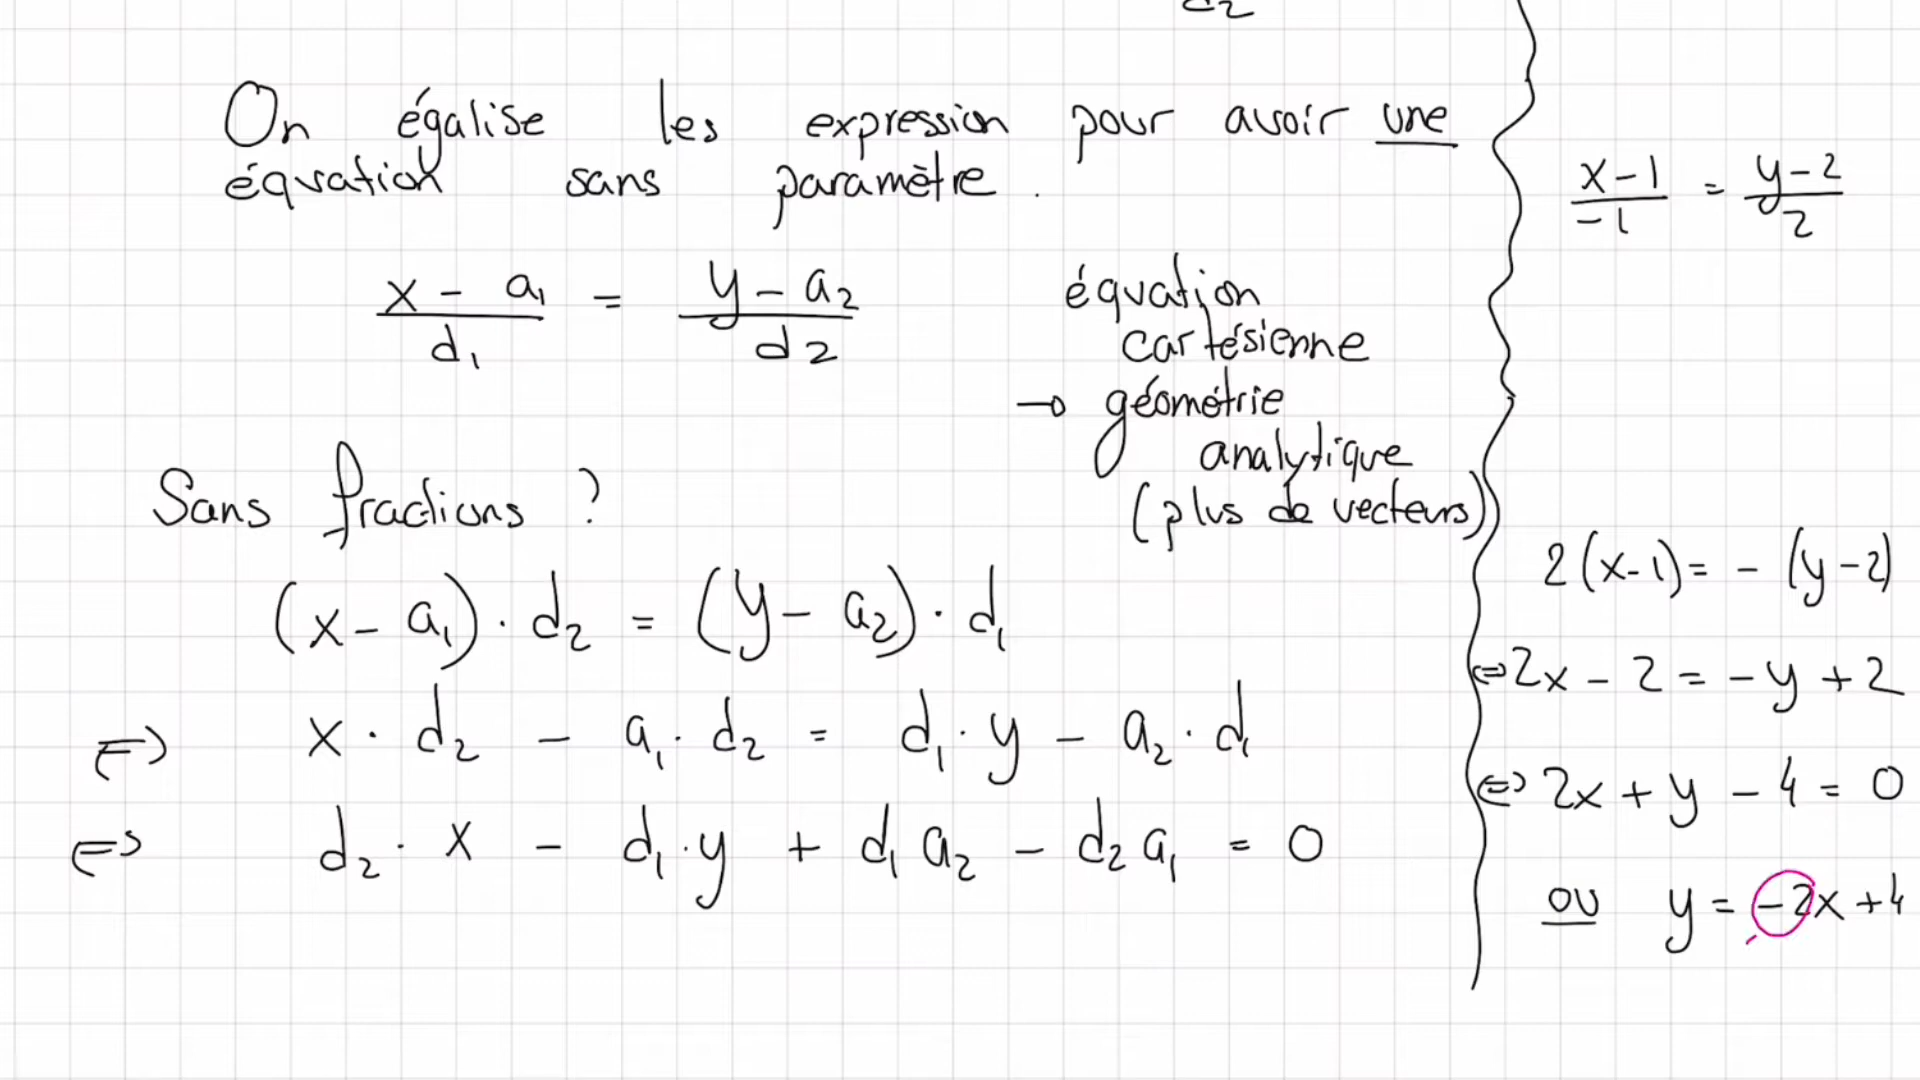 d2
On égalise les expression pour avoir une
équation sans paramètre.
(x - a1)/d1 = (y - a2)/d2
équation
cartésienne
→ géométrie
analytique
(plus de vecteurs)
Sans fractions ?
(x - a1) · d2 = (y - a2) · d1
⇔ x · d2 - a1 · d2 = d1 · y - a2 · d1
⇔ d2 · x - d1 · y + d1 a2 - d2 a1 = 0
(x-1)/-1 = (y-2)/2
2(x-1) = - (y-2)
⇔ 2x - 2 = -y + 2
⇔ 2x + y - 4 = 0
ou y = -2x + 4